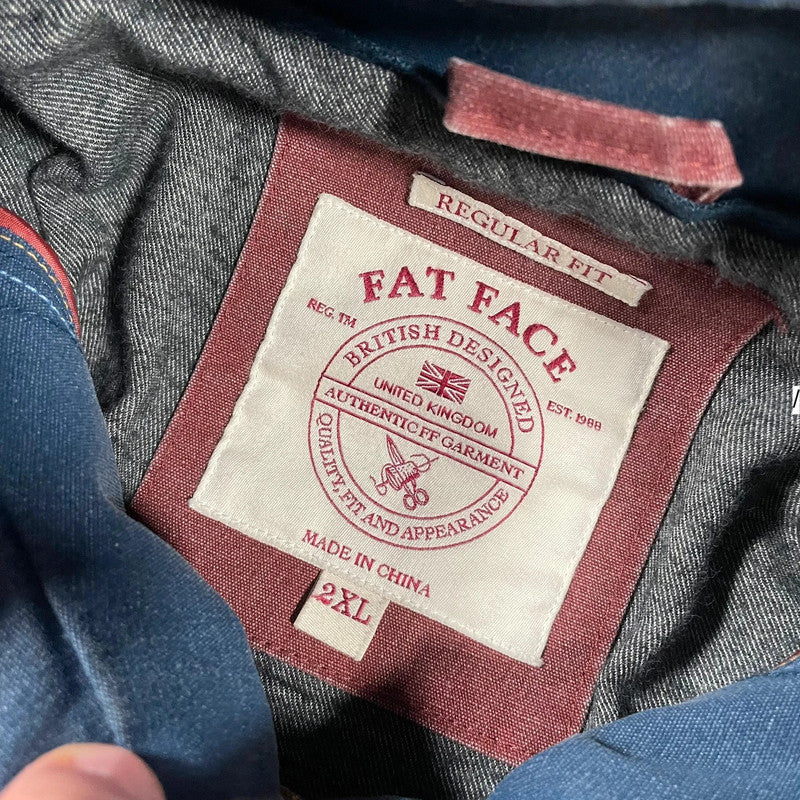 REGULAR FIT
FAT FACE
REG. TM
BRITISH DESIGNED
EST. 1988
UNITED KINGDOM
AUTHENTIC FF GARMENT
QUALITY, FIT AND APPEARANCE
MADE IN CHINA
2XL